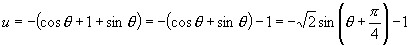 u = −(cos θ + 1 + sin θ) = −(cos θ + sin θ) − 1 = −√2 sin(θ + π/4) − 1